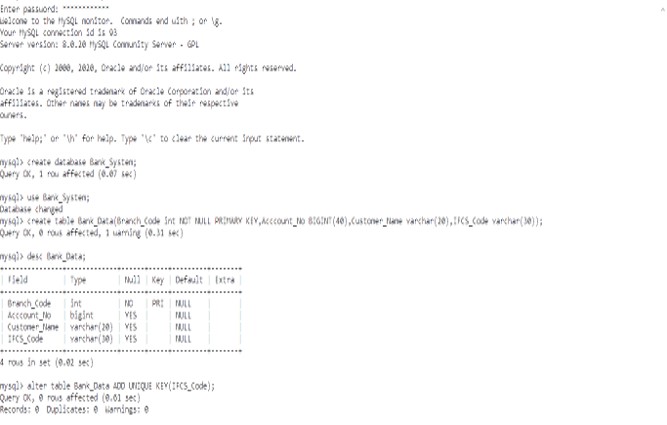 Enter password: ************
Welcome to the MySQL monitor.  Commands end with ; or \g.
Your MySQL connection id is 93
Server version: 8.0.20 MySQL Community Server - GPL
Copyright (c) 2000, 2020, Oracle and/or its affiliates. All rights reserved.
Oracle is a registered trademark of Oracle Corporation and/or its
affiliates. Other names may be trademarks of their respective
owners.
Type 'help;' or '\h' for help. Type '\c' to clear the current input statement.
mysql> create database Bank_System;
Query OK, 1 row affected (0.07 sec)
mysql> use Bank_System;
Database changed
mysql> create table Bank_Data(Branch_Code int NOT NULL PRIMARY KEY,Acccount_No BIGINT(40),Customer_Name varchar(20),IFCS_Code varchar(30));
Query OK, 0 rows affected, 1 warning (0.31 sec)
mysql> desc Bank_Data;
| Field | Type | Null | Key | Default | Extra |
| Branch_Code | int | NO | PRI | NULL | |
| Acccount_No | bigint | YES | | NULL | |
| Customer_Name | varchar(20) | YES | | NULL | |
| IFCS_Code | varchar(30) | YES | | NULL | |
4 rows in set (0.02 sec)
mysql> alter table Bank_Data ADD UNIQUE KEY(IFCS_Code);
Query OK, 0 rows affected (0.61 sec)
Records: 0  Duplicates: 0  Warnings: 0